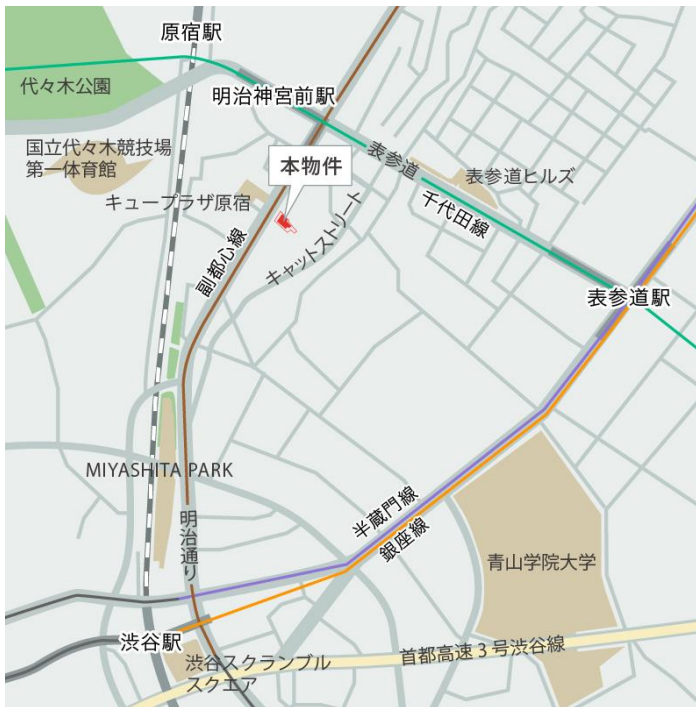 原宿駅
代々木公園
明治神宮前駅
国立代々木競技場
第一体育館
本物件
表参道
表参道ヒルズ
キュープラザ原宿
千代田線
キャットストリート
副都心線
表参道駅
MIYASHITA PARK
半蔵門線
銀座線
明治通り
青山学院大学
渋谷駅
首都高速3号渋谷線
渋谷スクランブル
スクエア